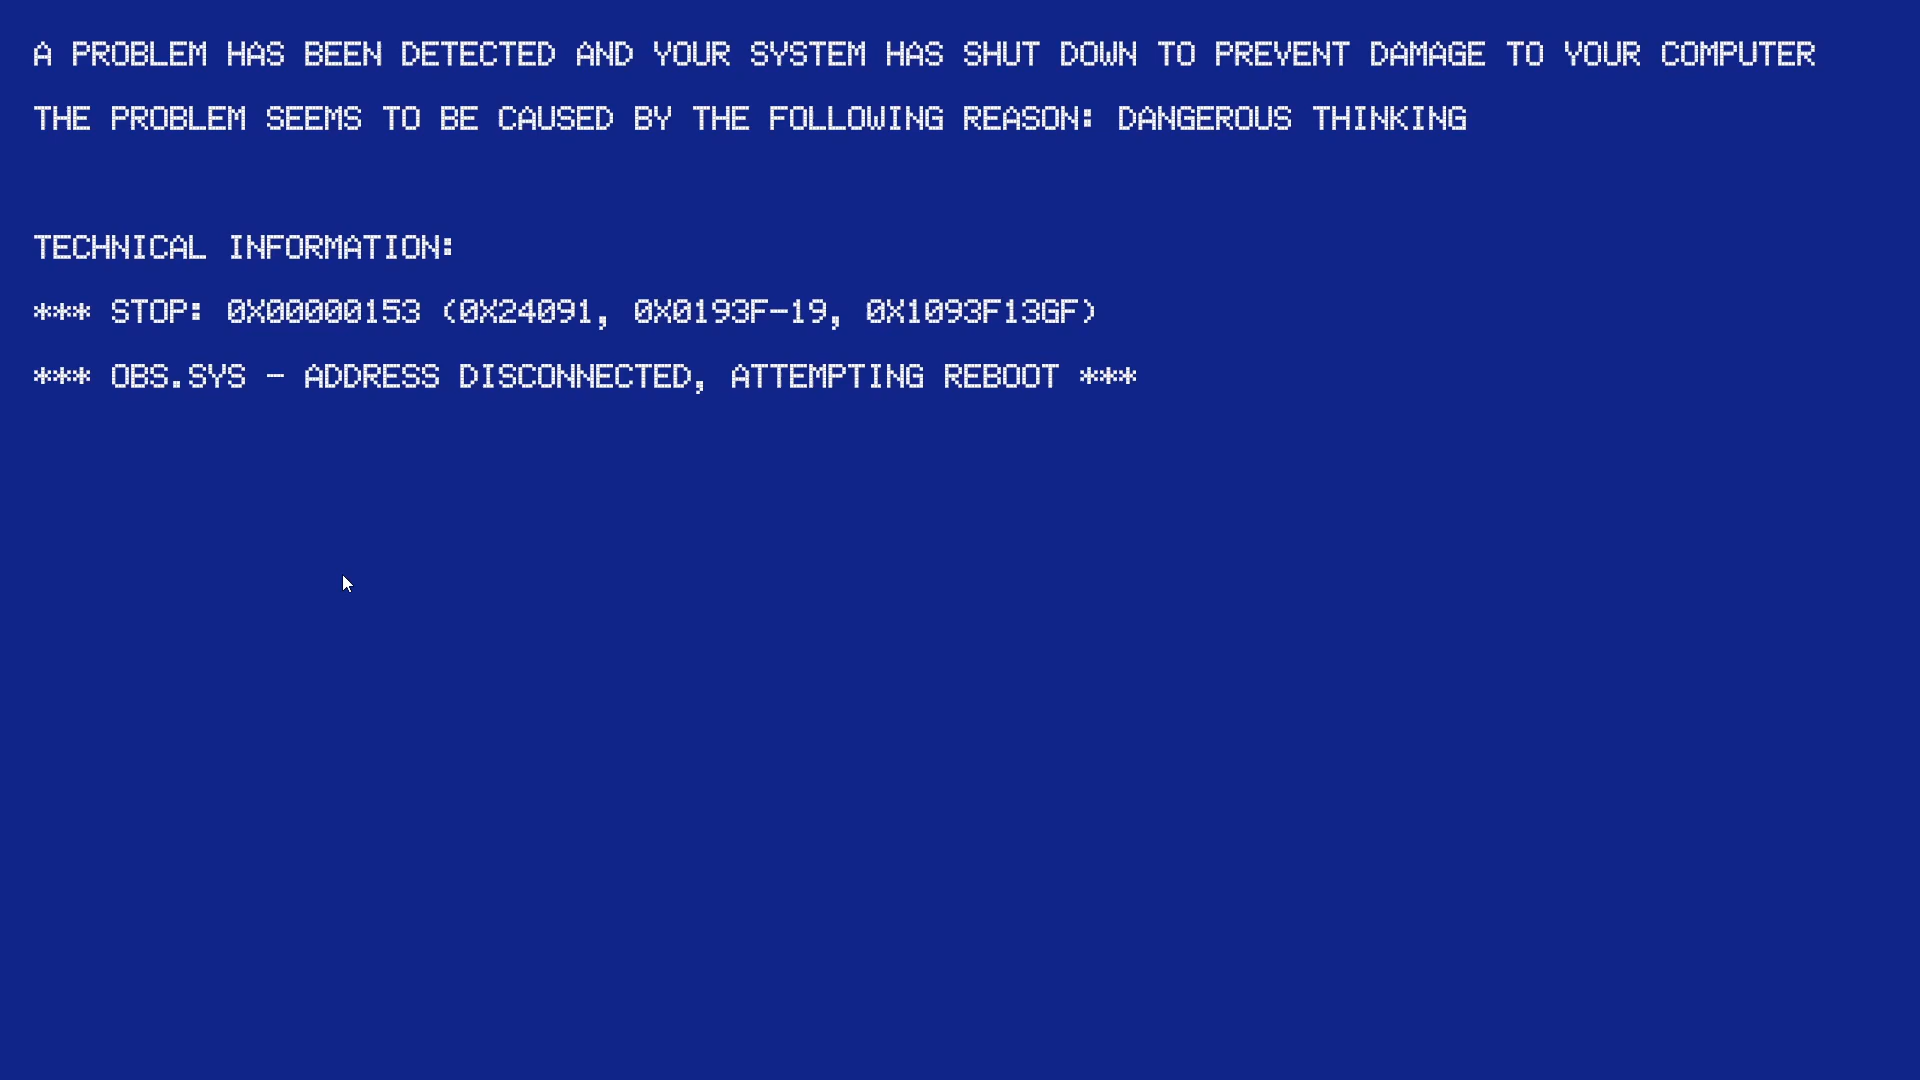 A PROBLEM HAS BEEN DETECTED AND YOUR SYSTEM HAS SHUT DOWN TO PREVENT DAMAGE TO YOUR COMPUTER
THE PROBLEM SEEMS TO BE CAUSED BY THE FOLLOWING REASON: DANGEROUS THINKING
TECHNICAL INFORMATION:
*** STOP: 0X00000153 (0X24091, 0X0193F-19, 0X1093F13GF)
*** OBS.SYS - ADDRESS DISCONNECTED, ATTEMPTING REBOOT ***